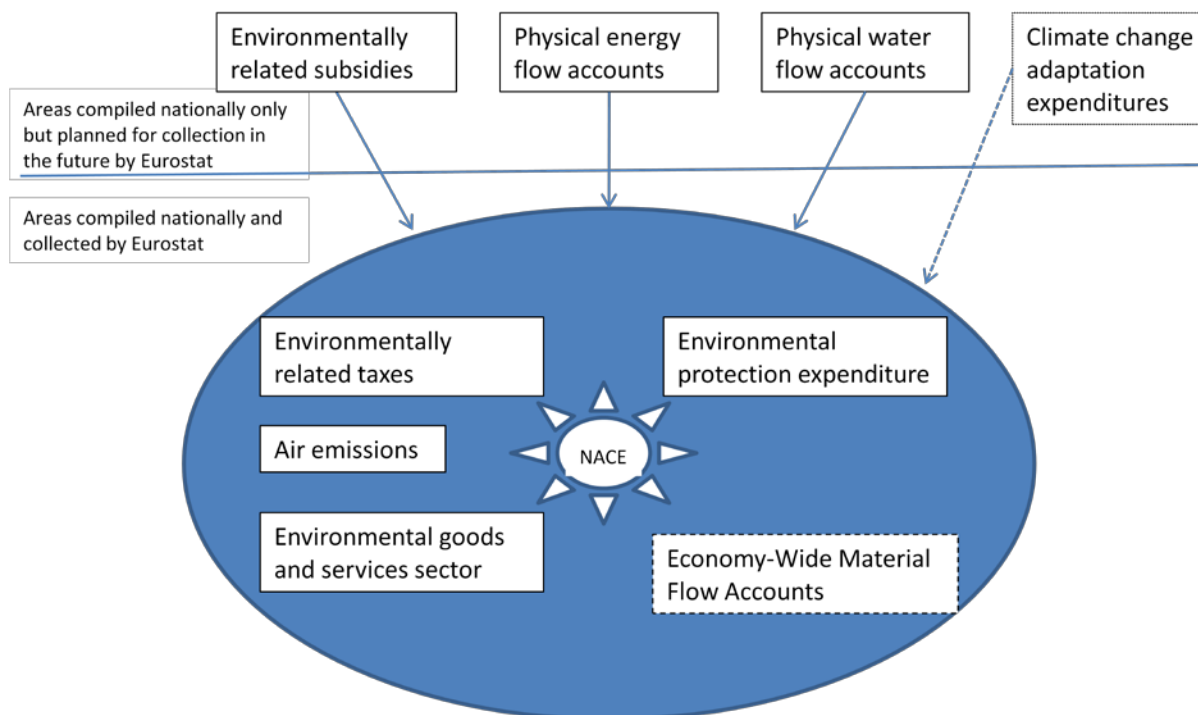 Environmentally
related subsidies
Physical energy
flow accounts
Physical water
flow accounts
Climate change
adaptation
expenditures
Areas compiled nationally only
but planned for collection in
the future by Eurostat
Areas compiled nationally and
collected by Eurostat
Environmentally
related taxes
Environmental
protection expenditure
Air emissions
NACE
Environmental goods
and services sector
Economy-Wide Material
Flow Accounts